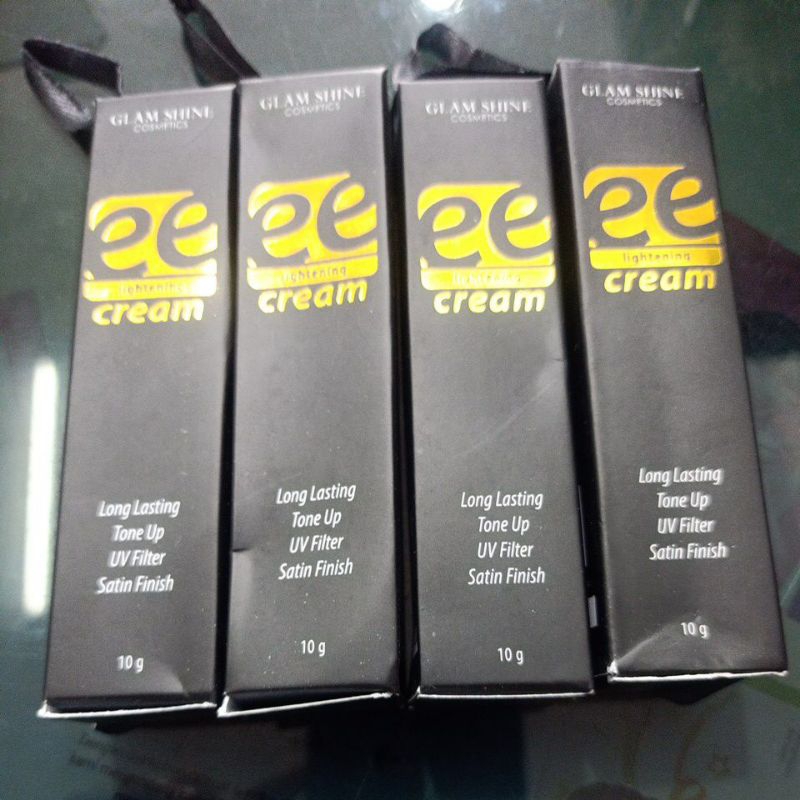 GLAM SHINE
COSMETICS
ee
lightening
cream
Long Lasting
Tone Up
UV Filter
Satin Finish
10 g
GLAM SHINE
COSMETICS
ee
lightening
cream
Long Lasting
Tone Up
UV Filter
Satin Finish
10 g
GLAM SHINE
COSMETICS
ee
lightening
cream
Long Lasting
Tone Up
UV Filter
Satin Finish
10 g
GLAM SHINE
COSMETICS
ee
lightening
cream
Long Lasting
Tone Up
UV Filter
Satin Finish
10 g